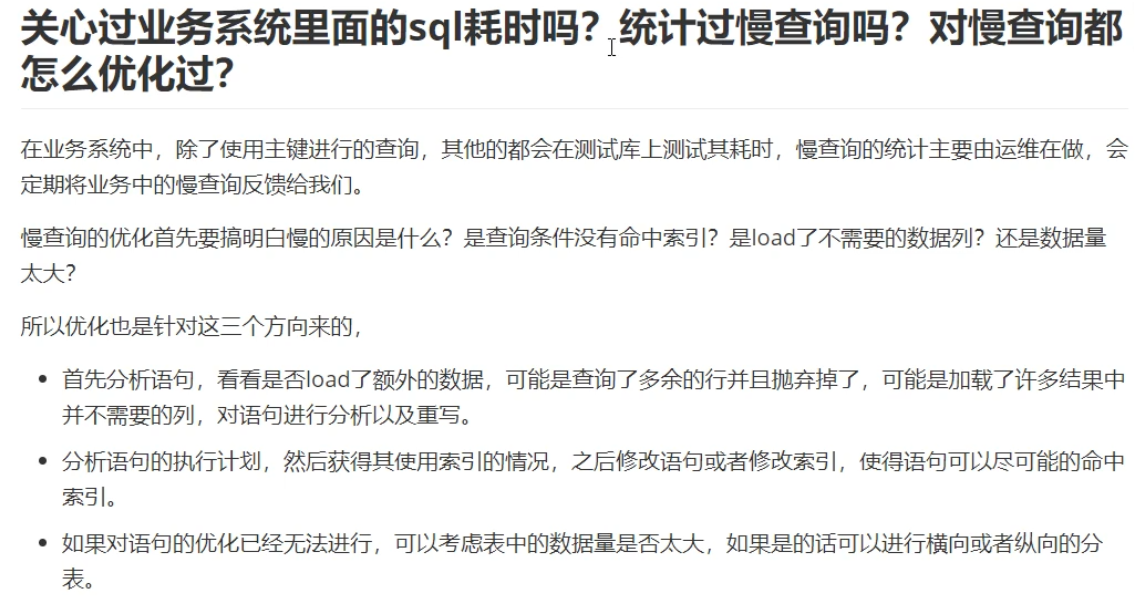 关心过业务系统里面的sql耗时吗？统计过慢查询吗？对慢查询都
怎么优化过？
在业务系统中，除了使用主键进行的查询，其他的都会在测试库上测试其耗时，慢查询的统计主要由运维在做，会
定期将业务中的慢查询反馈给我们。
慢查询的优化首先要搞明白慢的原因是什么？是查询条件没有命中索引？是load了不需要的数据列？还是数据量
太大？
所以优化也是针对这三个方向来的，
• 首先分析语句，看看是否load了额外的数据，可能是查询了多余的行并且抛弃掉了，可能是加载了许多结果中
并不需要的列，对语句进行分析以及重写。
• 分析语句的执行计划，然后获得其使用索引的情况，之后修改语句或者修改索引，使得语句可以尽可能的命中
索引。
• 如果对语句的优化已经无法进行，可以考虑表中的数据量是否太大，如果是的话可以进行横向或者纵向的分
表。